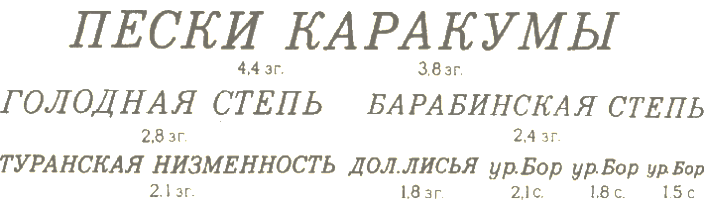 ПЕСКИ КАРАКУМЫ
4,4 зг. 3,8 зг.
ГОЛОДНАЯ СТЕПЬ БАРАБИНСКАЯ СТЕПЬ
2,8 зг. 2,4 зг.
ТУРАНСКАЯ НИЗМЕННОСТЬ ДОЛ.ЛИСЬЯ ур.Бор ур.Бор ур.Бор
2.1 зг. 1,8 зг. 2,1 с. 1.8 с. 1.5 с